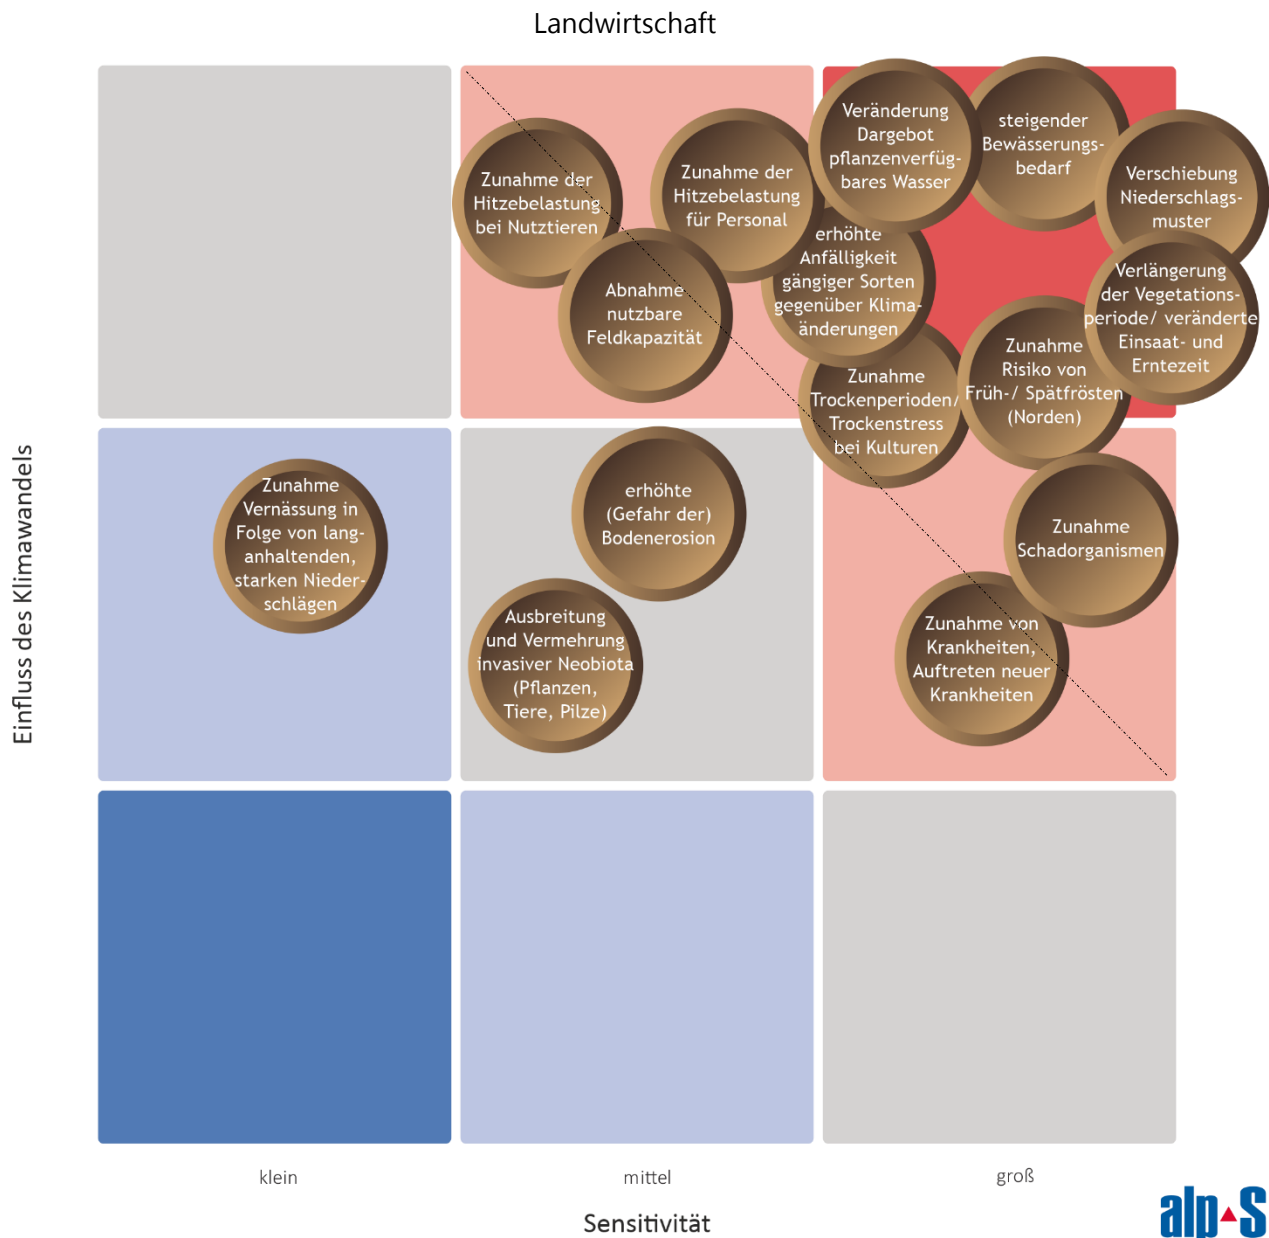 Landwirtschaft
Zunahme der
Hitzebelastung
bei Nutztieren
Zunahme der
Hitzebelastung
für Personal
Veränderung
Dargebot
pflanzenverfüg-
bares Wasser
steigender
Bewässerungs-
bedarf
Verschiebung
Niederschlags-
muster
Abnahme
nutzbare
Feldkapazität
erhöhte
Anfälligkeit
gängiger Sorten
gegenüber Klima-
änderungen
Verlängerung
der Vegetations-
periode/ veränderte
Einsaat- und
Erntezeit
Zunahme
Trockenperioden/
Trockenstress
bei Kulturen
Zunahme
Risiko von
Früh-/ Spätfrösten
(Norden)
Zunahme
Vernässung in
Folge von lang-
anhaltenden,
starken Nieder-
schlägen
erhöhte
(Gefahr der)
Bodenerosion
Zunahme
Schadorganismen
Ausbreitung
und Vermehrung
invasiver Neobiota
(Pflanzen,
Tiere, Pilze)
Zunahme von
Krankheiten,
Auftreten neuer
Krankheiten
Einfluss des Klimawandels
klein
mittel
groß
Sensitivität
alpS